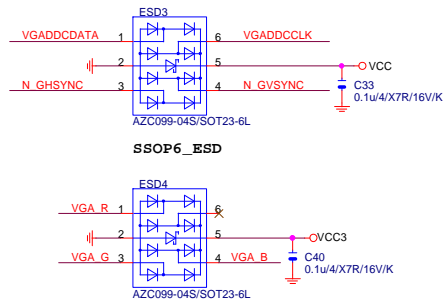 ESD3
VGADDCDATA 1 6 VGADDCCLK
2 5 VCC
N_GHSYNC 3 4 N_GVSYNC
C33
0.1u/4/X7R/16V/K
AZC099-04S/SOT23-6L
SSOP6_ESD
ESD4
VGA_R 1 6
2 5 VCC3
VGA_G 3 4 VGA_B
C40
0.1u/4/X7R/16V/K
AZC099-04S/SOT23-6L